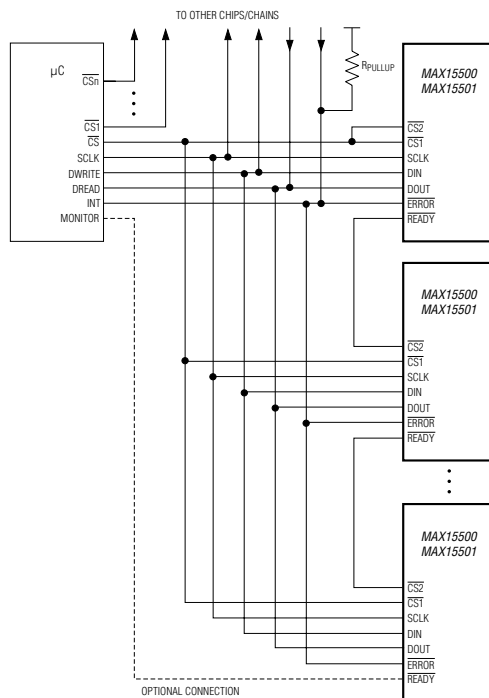 TO OTHER CHIPS/CHAINS
µC
CSn
CS1
CS
SCLK
DWRITE
DREAD
INT
MONITOR
RPULLUP
MAX15500
MAX15501
CS2
CS1
SCLK
DIN
DOUT
ERROR
READY
MAX15500
MAX15501
CS2
CS1
SCLK
DIN
DOUT
ERROR
READY
MAX15500
MAX15501
CS2
CS1
SCLK
DIN
DOUT
ERROR
READY
OPTIONAL CONNECTION